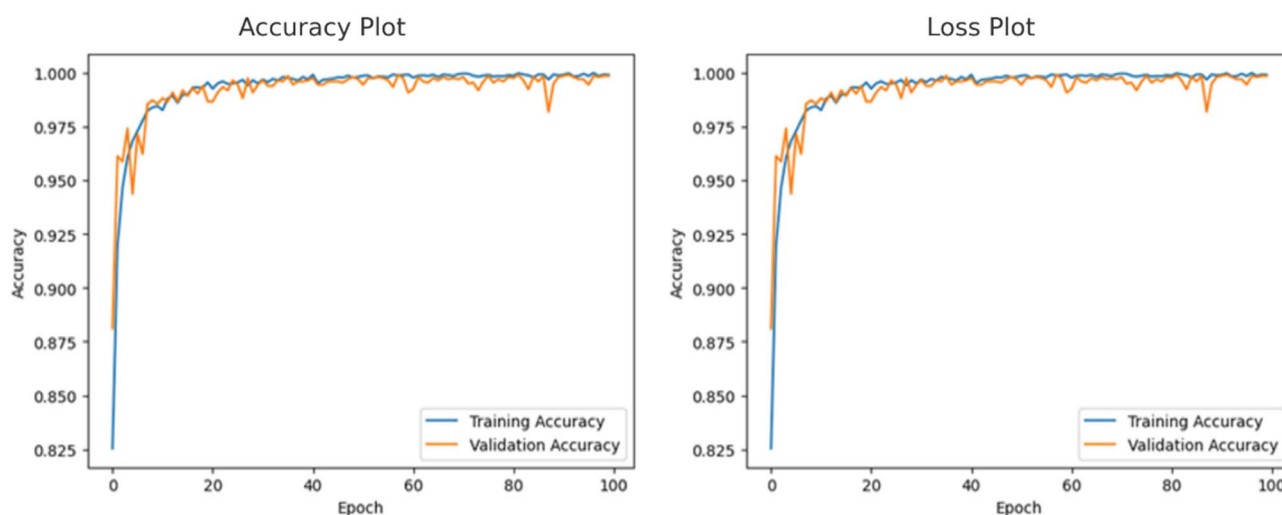 Accuracy Plot
1.000
0.975
0.950
0.925
0.900
0.875
0.850
0.825
Accuracy
Training Accuracy
Validation Accuracy
0 20 40 60 80 100
Epoch
Loss Plot
1.000
0.975
0.950
0.925
0.900
0.875
0.850
0.825
Accuracy
Training Accuracy
Validation Accuracy
0 20 40 60 80 100
Epoch